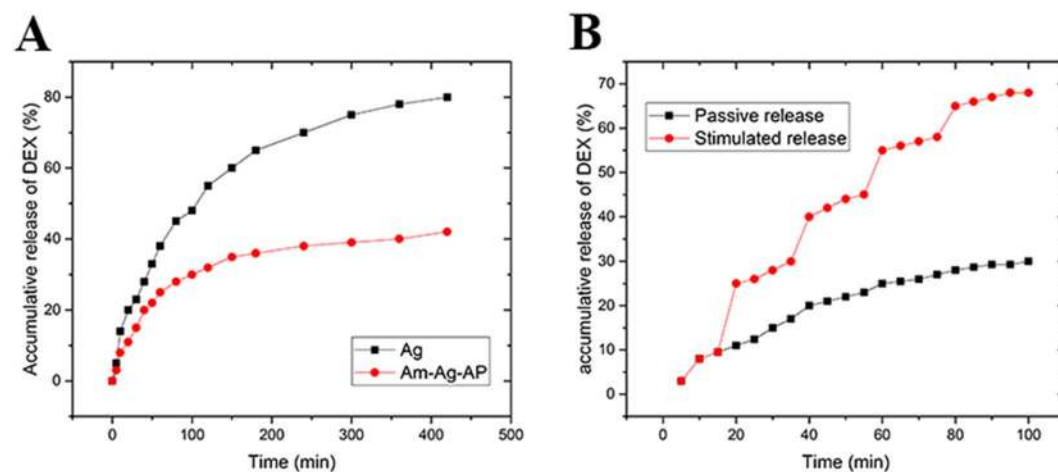 A
Accumulative release of DEX (%)
80
60
40
20
0
Ag
Am-Ag-AP
0 100 200 300 400 500
Time (min)
B
accumulative release of DEX (%)
70
60
50
40
30
20
10
0
Passive release
Stimulated release
0 20 40 60 80 100
Time (min)